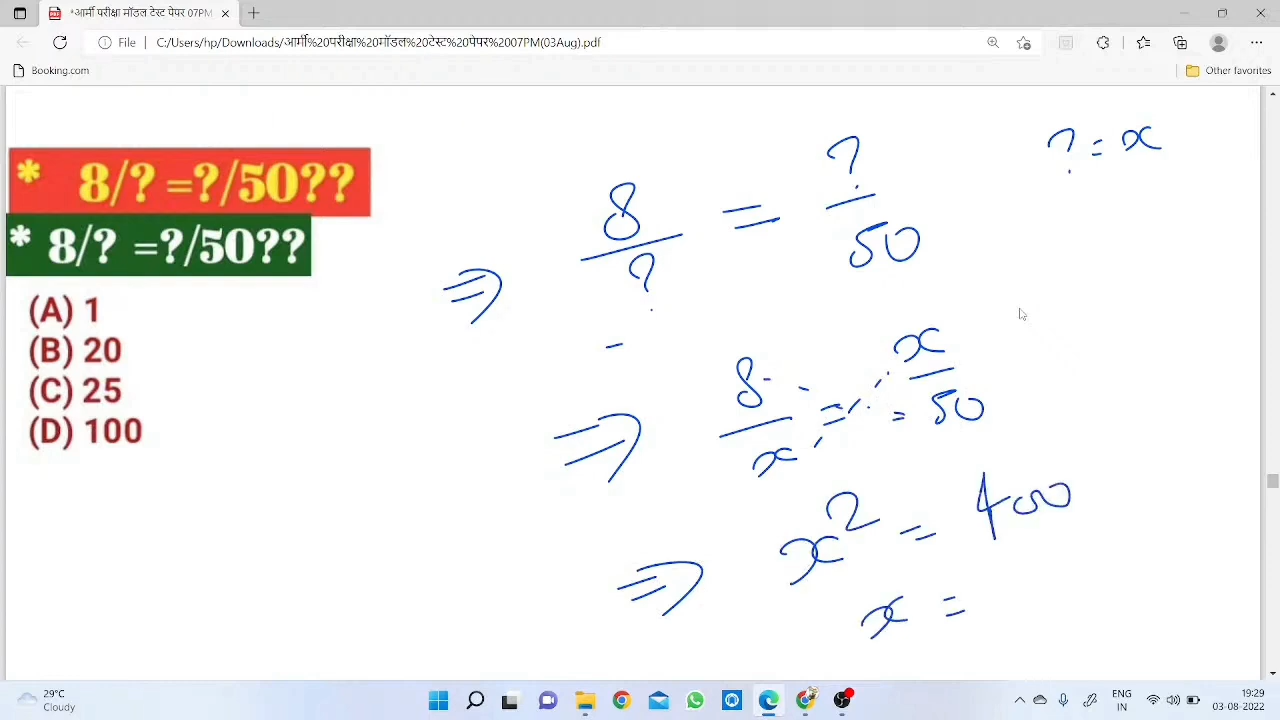 *आर्मी परीक्षा मॉडल टेस्ट पेपर 07PM
File C:/Users/hp/Downloads/आर्मी%20परीक्षा%20मॉडल%20टेस्ट%20पेपर%2007PM(03Aug).pdf
Booking.com
Other favorites
* 8/? =?/50??
* 8/? =?/50??
(A) 1
(B) 20
(C) 25
(D) 100
? = x
⇒ 8/? = ?/50
⇒ 8/x = x/50
⇒ x² = 400
x =
29°C
Cloudy
ENG
IN
19:29
03-08-2022